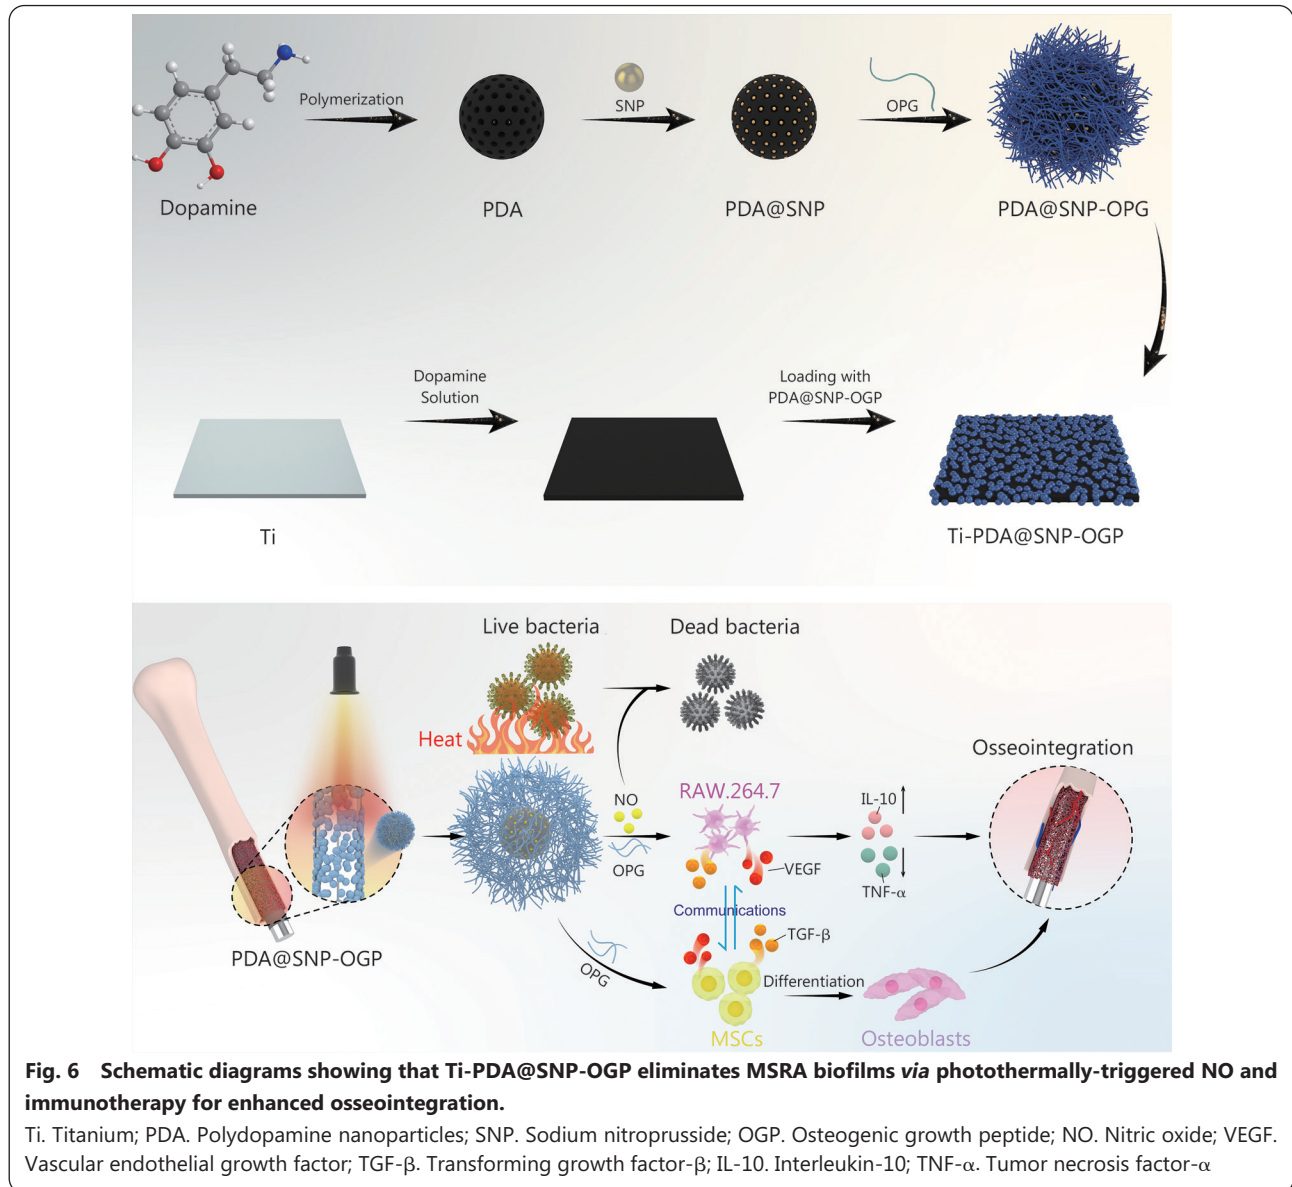 Polymerization
SNP
OPG
Dopamine
PDA
PDA@SNP
PDA@SNP-OPG
Dopamine
Solution
Loading with
PDA@SNP-OGP
Ti
Ti-PDA@SNP-OGP
Live bacteria
Dead bacteria
Heat
NO
OPG
RAW.264.7
VEGF
IL-10
TNF-α
Osseointegration
Communications
TGF-β
OPG
Differentiation
MSCs
Osteoblasts
PDA@SNP-OGP
Fig. 6 Schematic diagrams showing that Ti-PDA@SNP-OGP eliminates MSRA biofilms via photothermally-triggered NO and
immunotherapy for enhanced osseointegration.
Ti. Titanium; PDA. Polydopamine nanoparticles; SNP. Sodium nitroprusside; OGP. Osteogenic growth peptide; NO. Nitric oxide; VEGF.
Vascular endothelial growth factor; TGF-β. Transforming growth factor-β; IL-10. Interleukin-10; TNF-α. Tumor necrosis factor-α